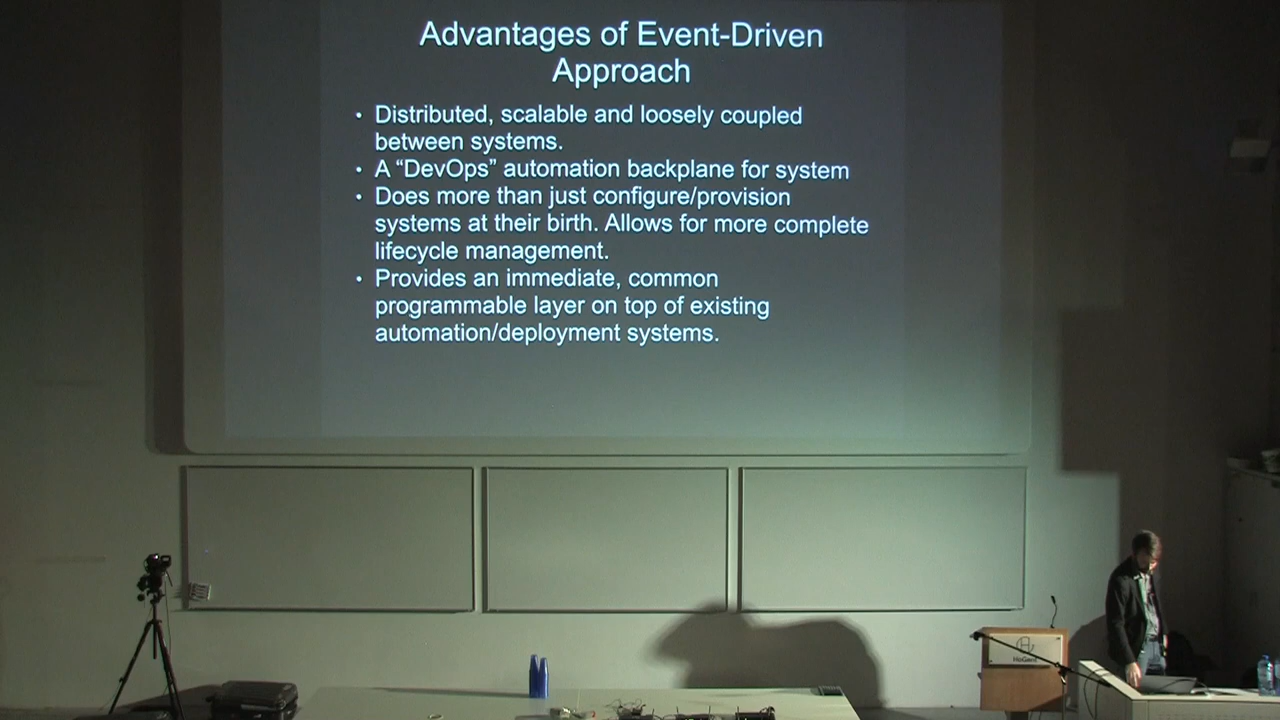 Advantages of Event-Driven
Approach
• Distributed, scalable and loosely coupled
between systems.
• A “DevOps” automation backplane for system
• Does more than just configure/provision
systems at their birth. Allows for more complete
lifecycle management.
• Provides an immediate, common
programmable layer on top of existing
automation/deployment systems.
HoGent